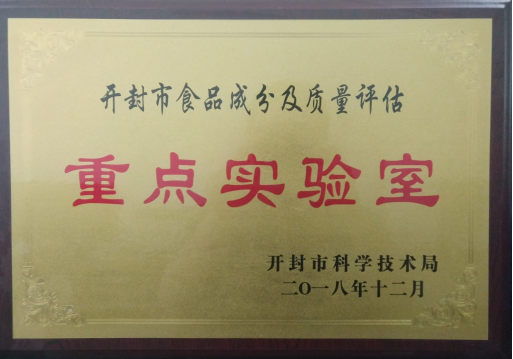 开封市食品成分及质量评估
重点实验室
开封市科学技术局
二〇一八年十二月